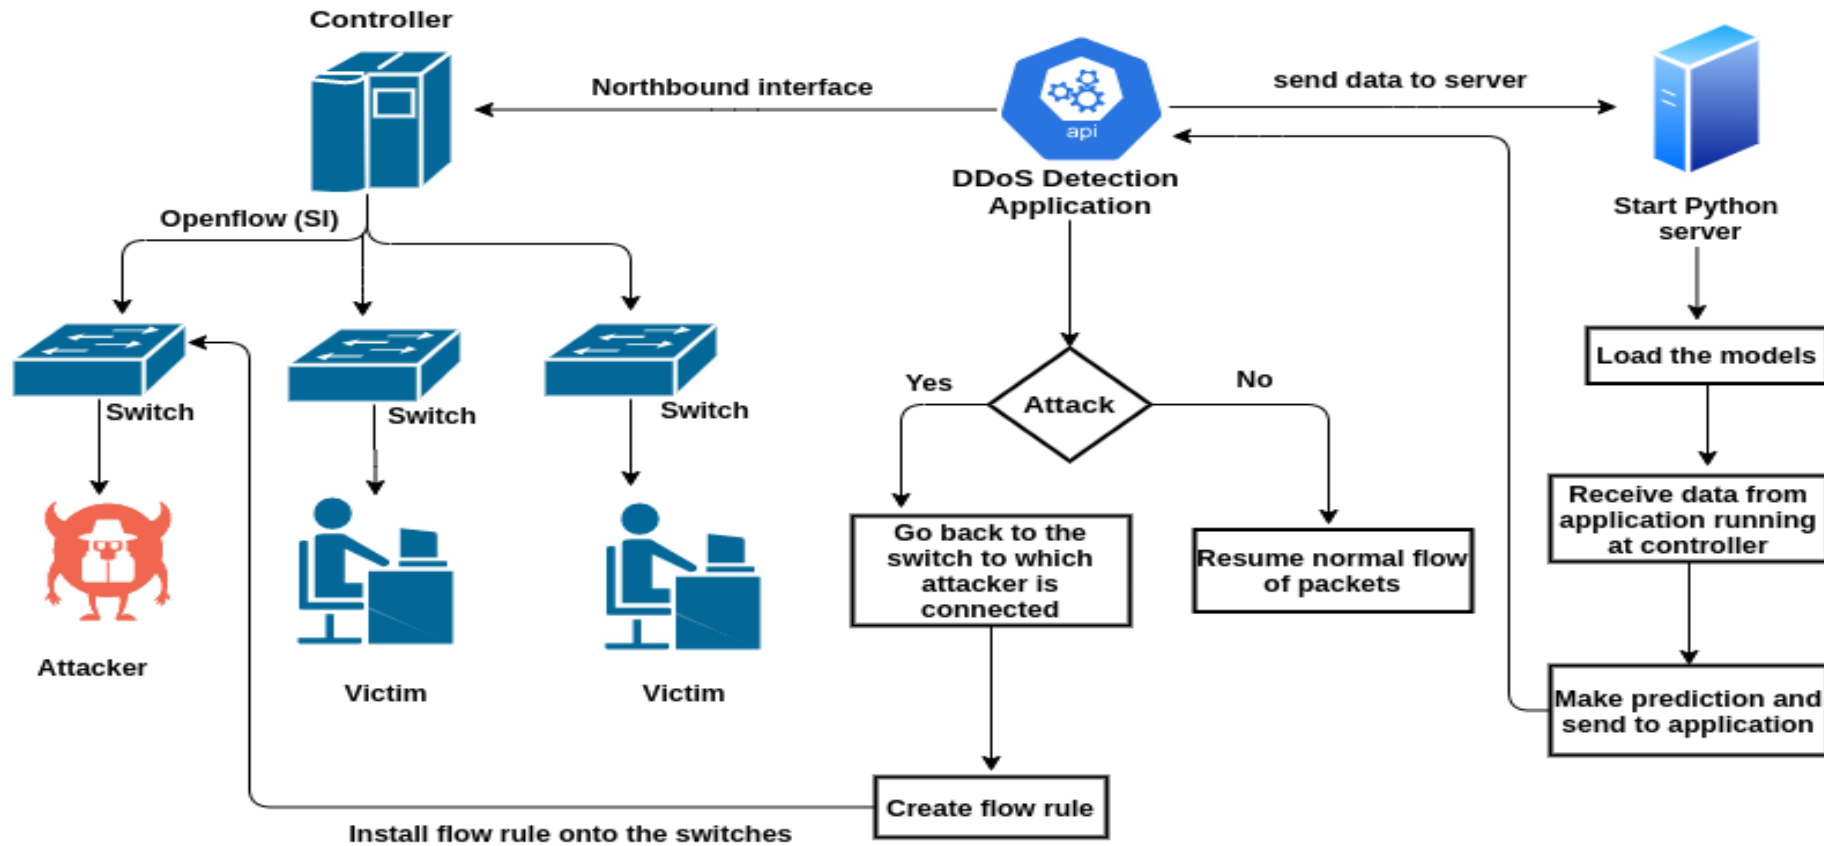 Controller
Northbound interface
send data to server
api
DDoS Detection
Application
Start Python
server
Openflow (SI)
Load the models
Switch
Switch
Switch
Yes
Attack
No
Receive data from
application running
at controller
Go back to the
switch to which
attacker is
connected
Resume normal flow
of packets
Attacker
Victim
Victim
Make prediction and
send to application
Create flow rule
Install flow rule onto the switches